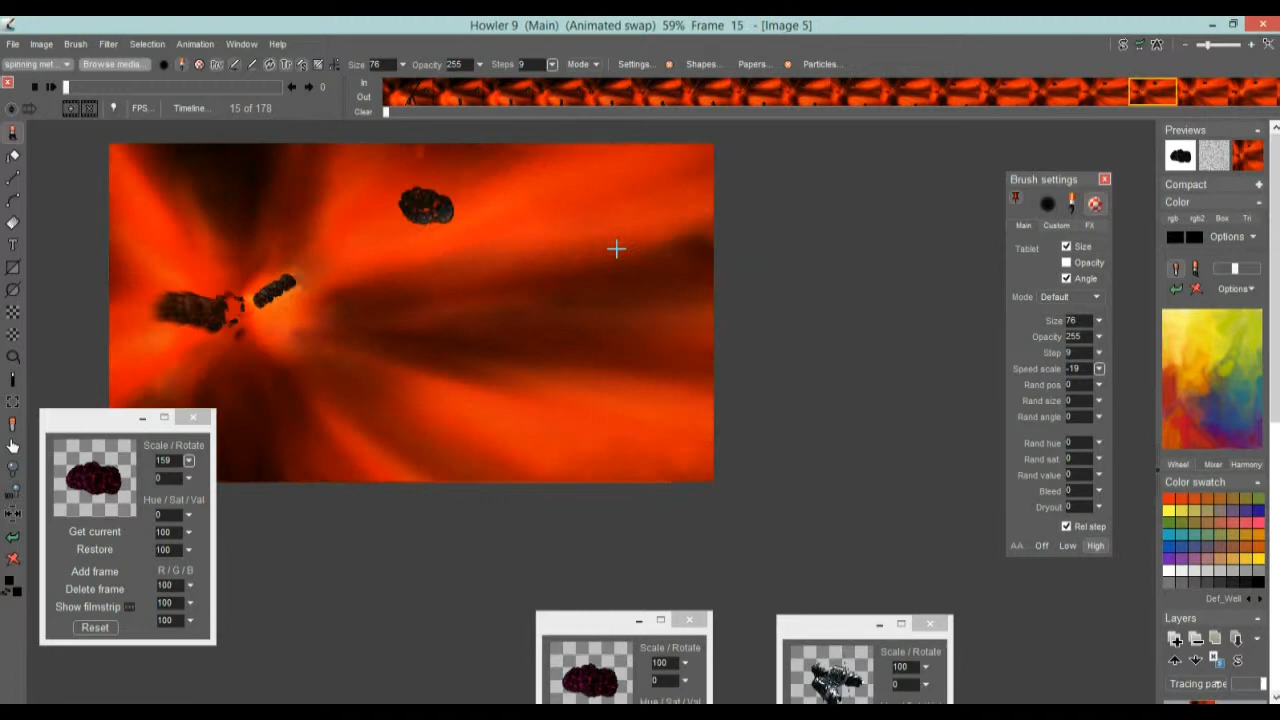 Howler 9 (Main) (Animated swap) 59% Frame 15 - [Image 5]
File Image Brush Filter Selection Animation Window Help
spinning met... Browse media... Size 76 Opacity 255 Steps 9 Mode Settings... Shapes... Papers... Particles...
In
0
Out
FPS... Timeline... 15 of 178
Clear
Previews
Compact
Color
rgb rgb2 Box Tri
Options
Options
Wheel Mixer Harmony
Color swatch
Def_Well
Layers
Tracing pape
Brush settings
Main Custom FX
Tablet Size
Opacity
Angle
Mode Default
Size 76
Opacity 255
Step 9
Speed scale -19
Rand pos 0
Rand size 0
Rand angle 0
Rand hue 0
Rand sat. 0
Rand value 0
Bleed 0
Dryout 0
Rel step
AA Off Low High
Scale / Rotate
159
0
Hue / Sat / Val
0
Get current 100
Restore 100
Add frame R / G / B
Delete frame 100
Show filmstrip 100
Reset 100
Scale / Rotate
100
0
Scale / Rotate
100
0